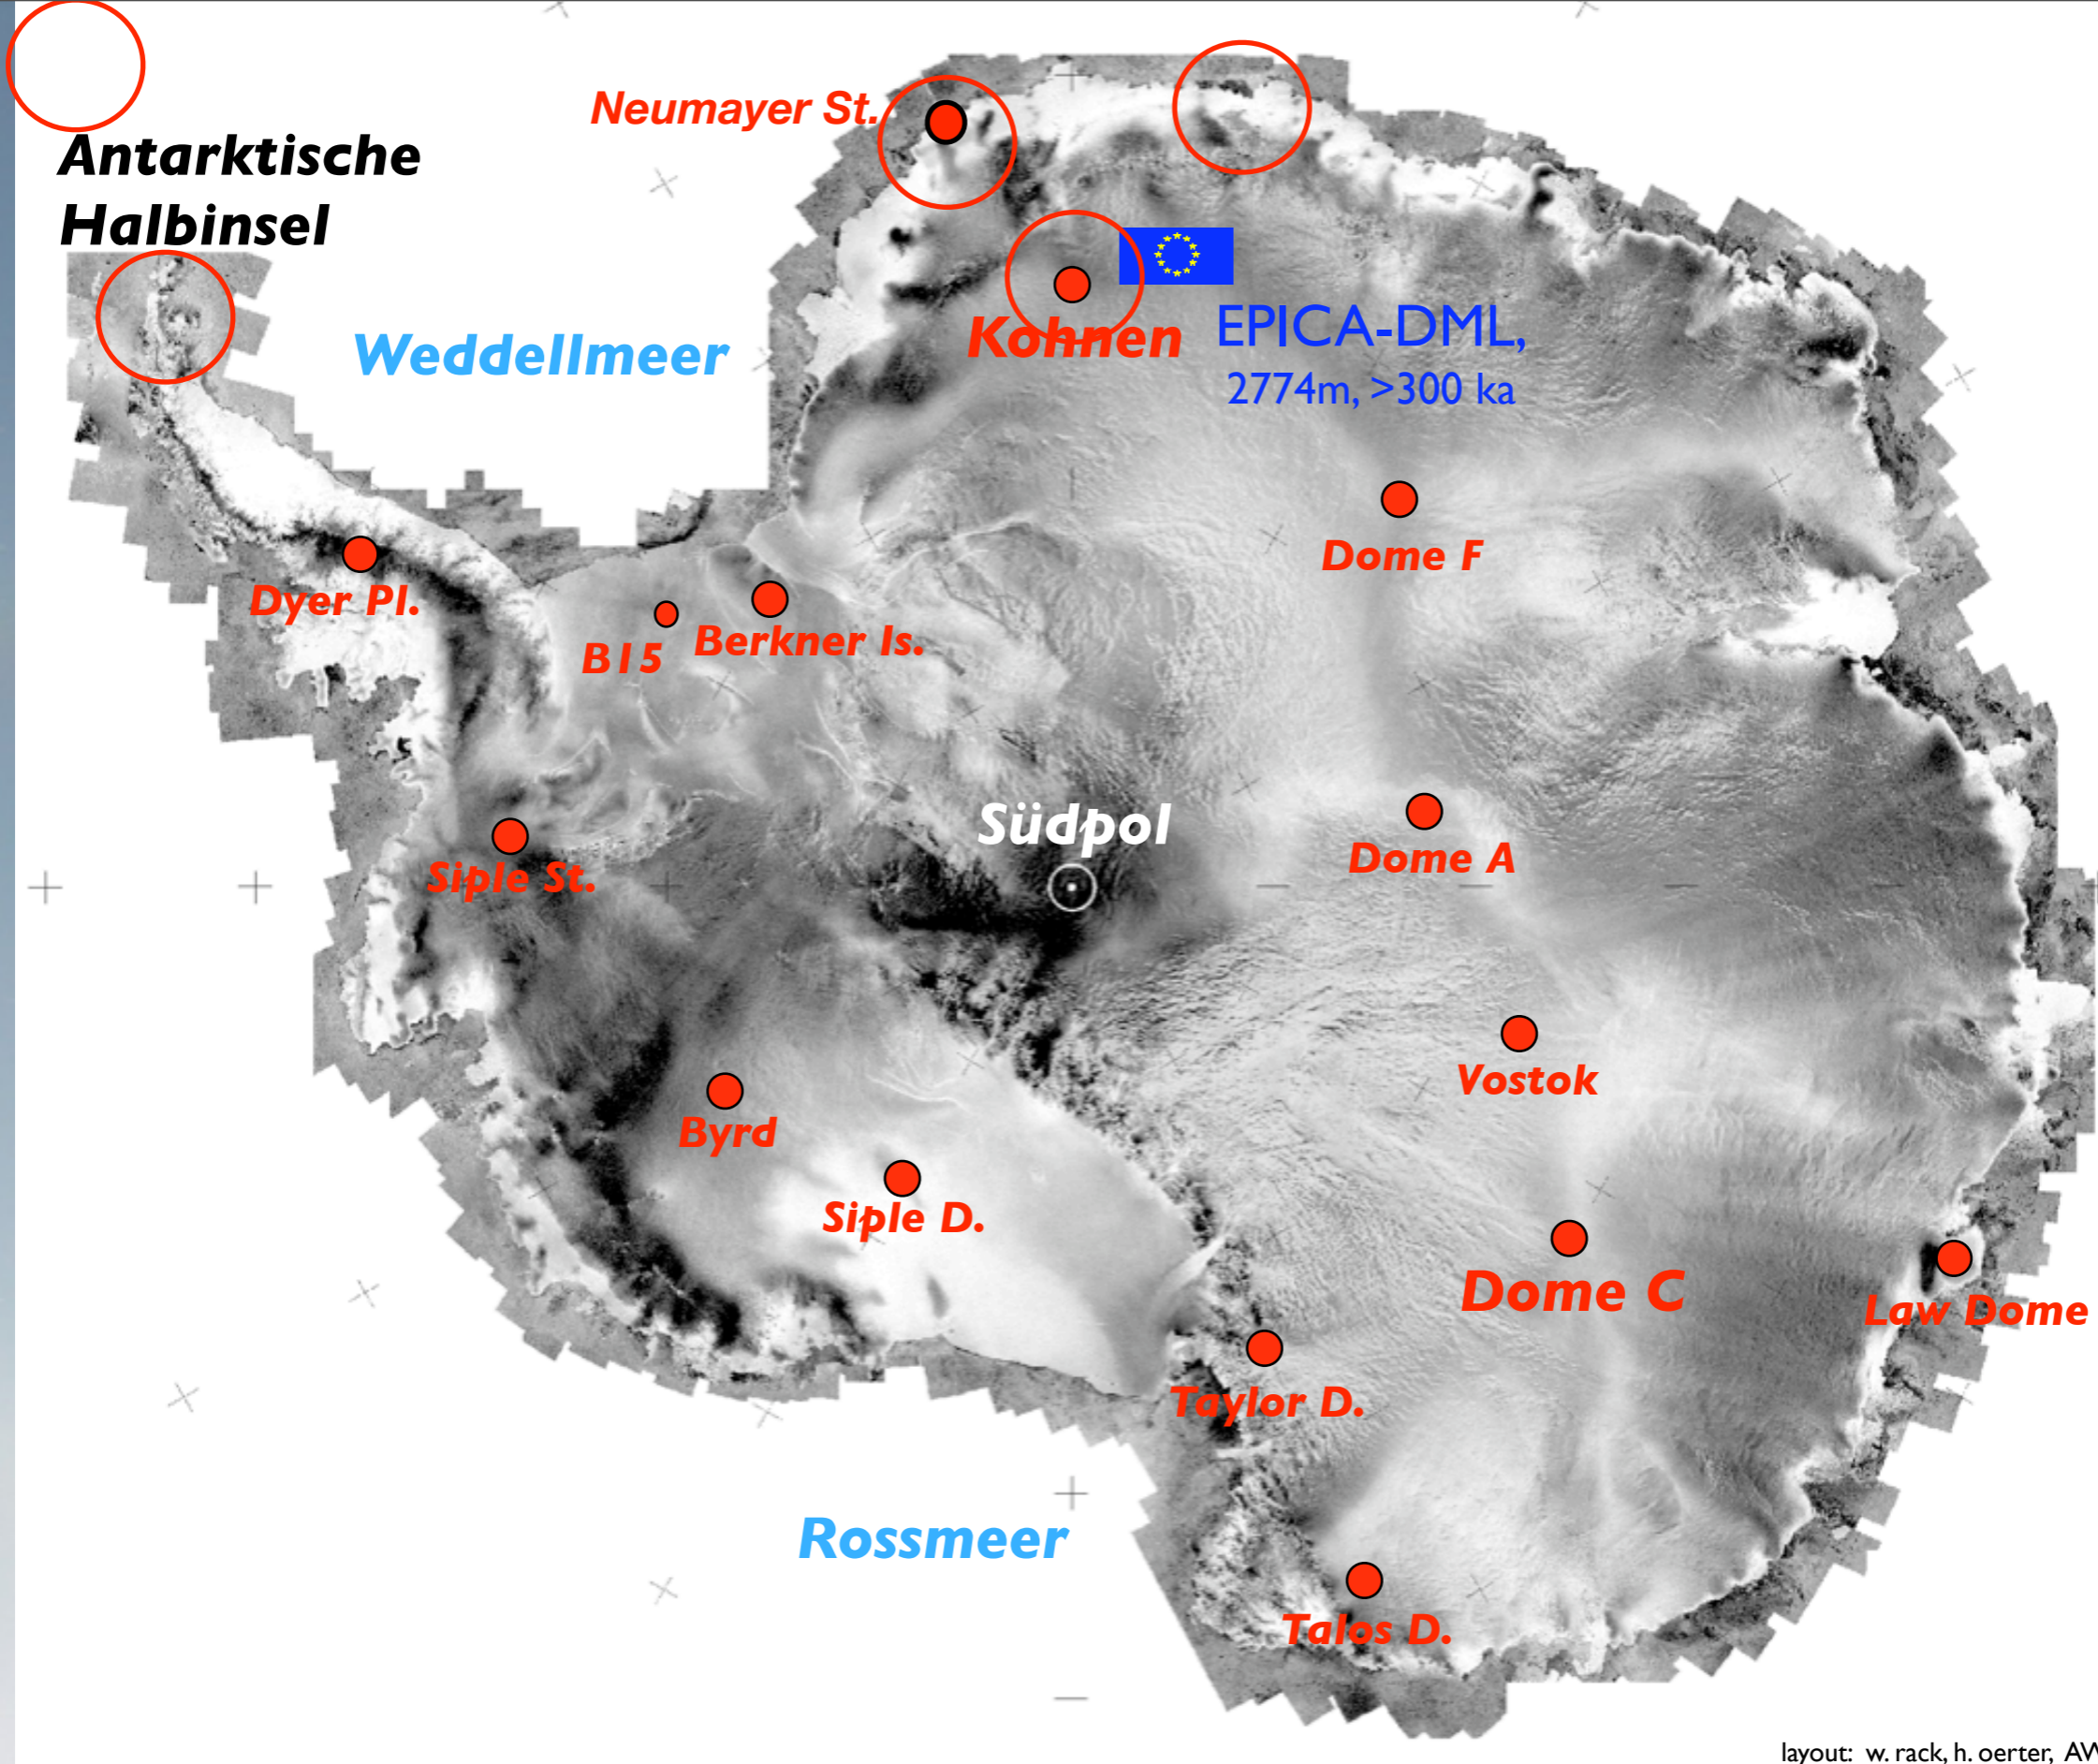 Neumayer St.
Antarktische
Halbinsel
Weddellmeer
Kohnen
EPICA-DML,
2774m, >300 ka
Dome F
Dyer Pl.
B15
Berkner Is.
Südpol
Dome A
Siple St.
Vostok
Byrd
Siple D.
Dome C
Law Dome
Taylor D.
Rossmeer
Talos D.
layout: w. rack, h. oerter,